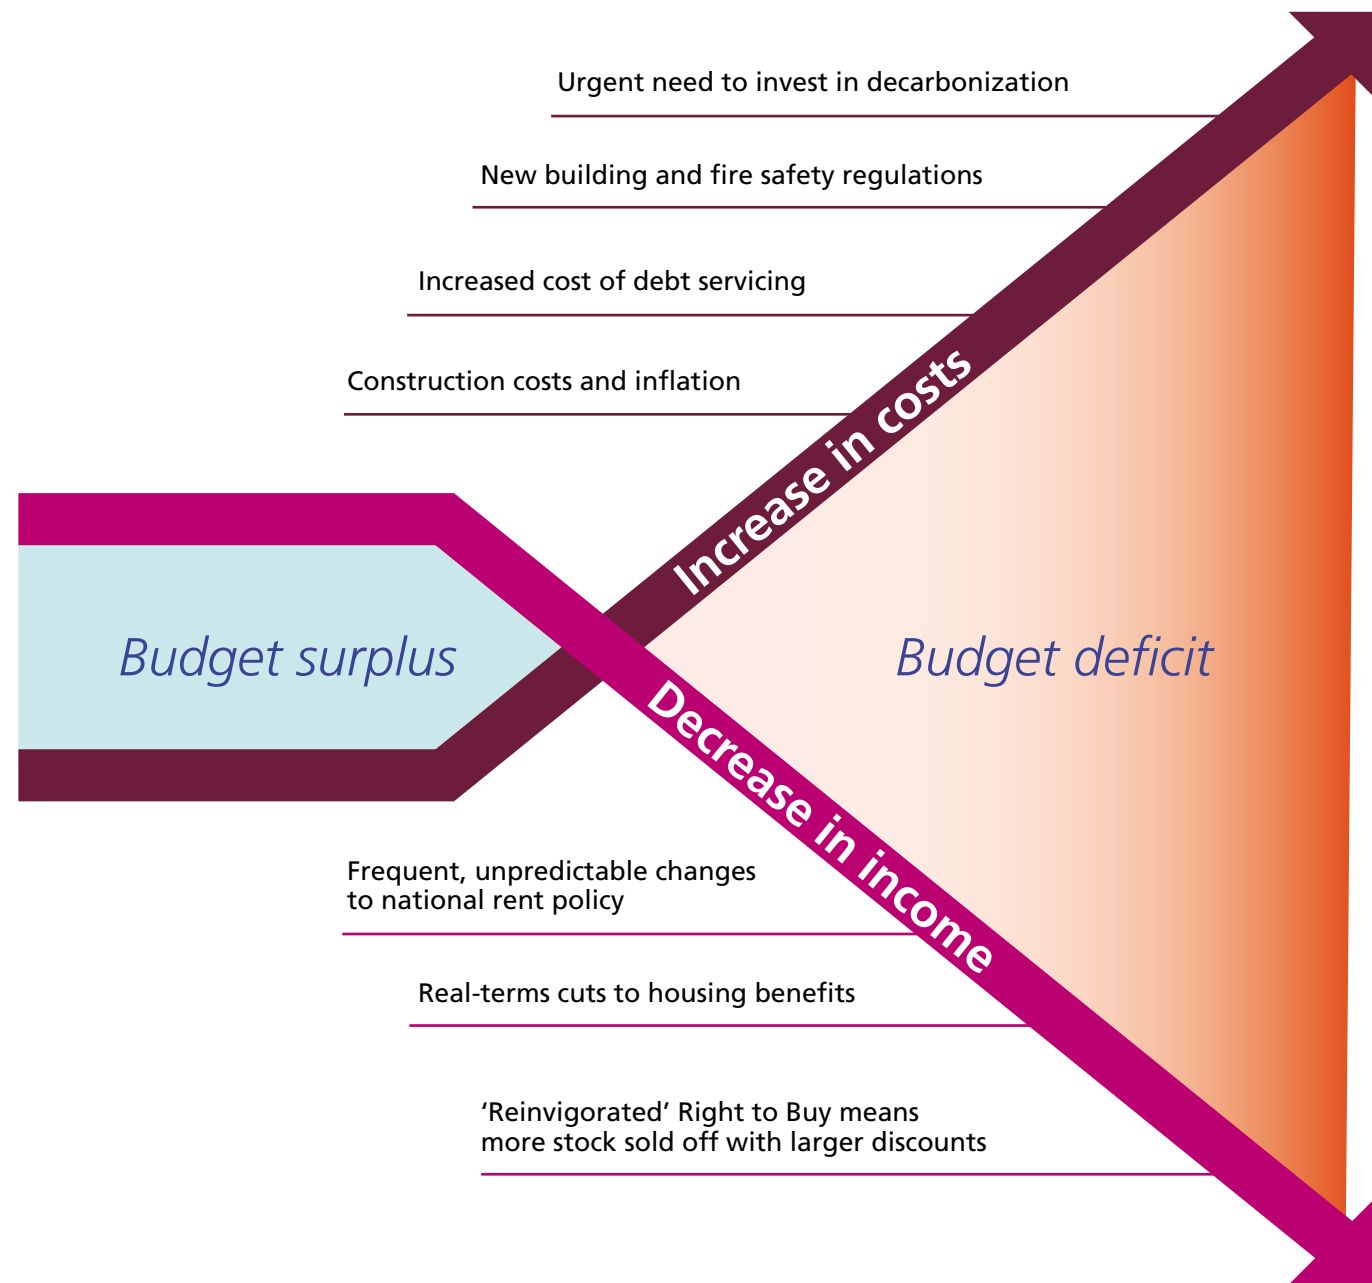 Urgent need to invest in decarbonization
New building and fire safety regulations
Increased cost of debt servicing
Construction costs and inflation
Increase in costs
Budget surplus
Budget deficit
Decrease in income
Frequent, unpredictable changes
to national rent policy
Real-terms cuts to housing benefits
‘Reinvigorated’ Right to Buy means
more stock sold off with larger discounts